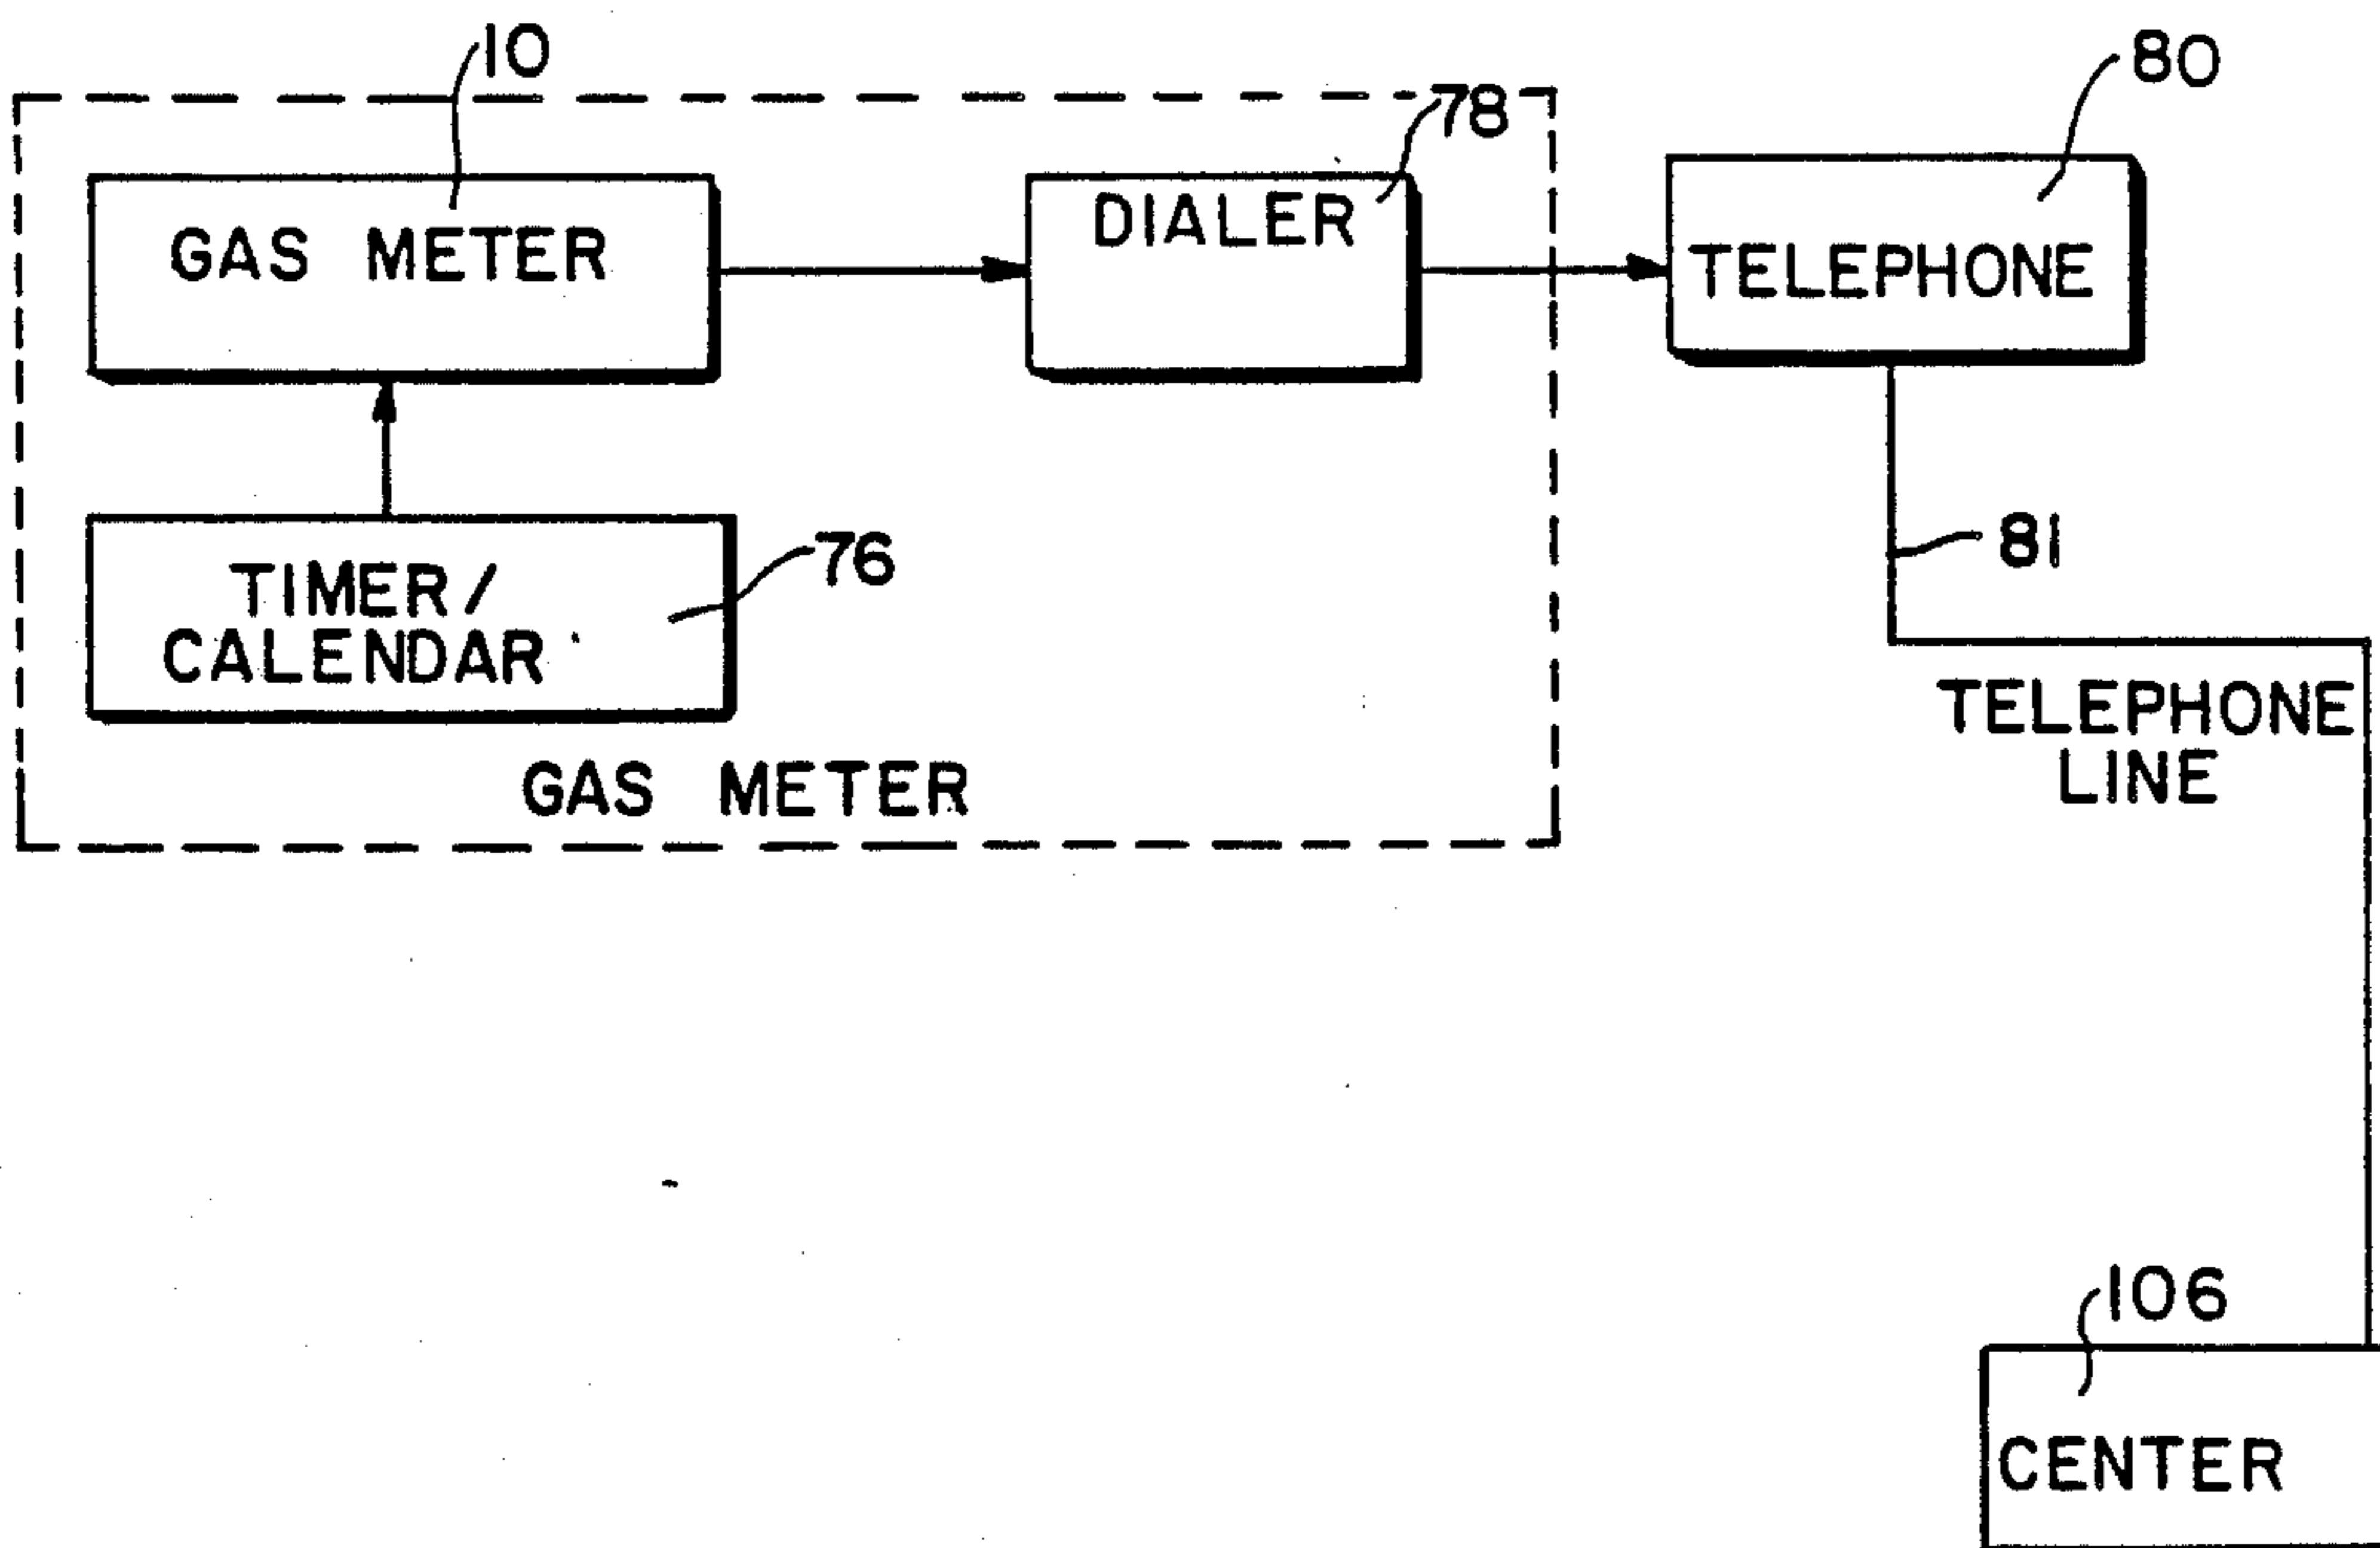 10
78
80
GAS METER
DIALER
TELEPHONE
TIMER/
CALENDAR
76
81
TELEPHONE
LINE
GAS METER
106
CENTER